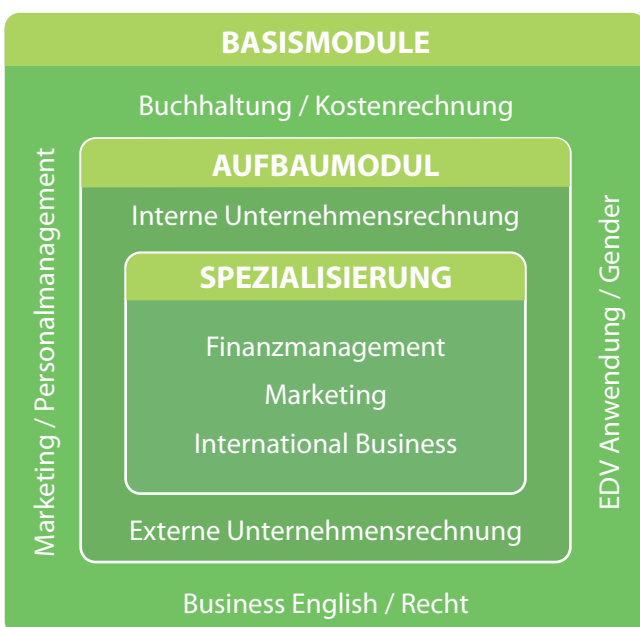 BASISMODULE
Buchhaltung / Kostenrechnung
Marketing / Personalmanagement
AUFBAUMODUL
Interne Unternehmensrechnung
SPEZIALISIERUNG
Finanzmanagement
Marketing
International Business
Externe Unternehmensrechnung
EDV Anwendung / Gender
Business English / Recht